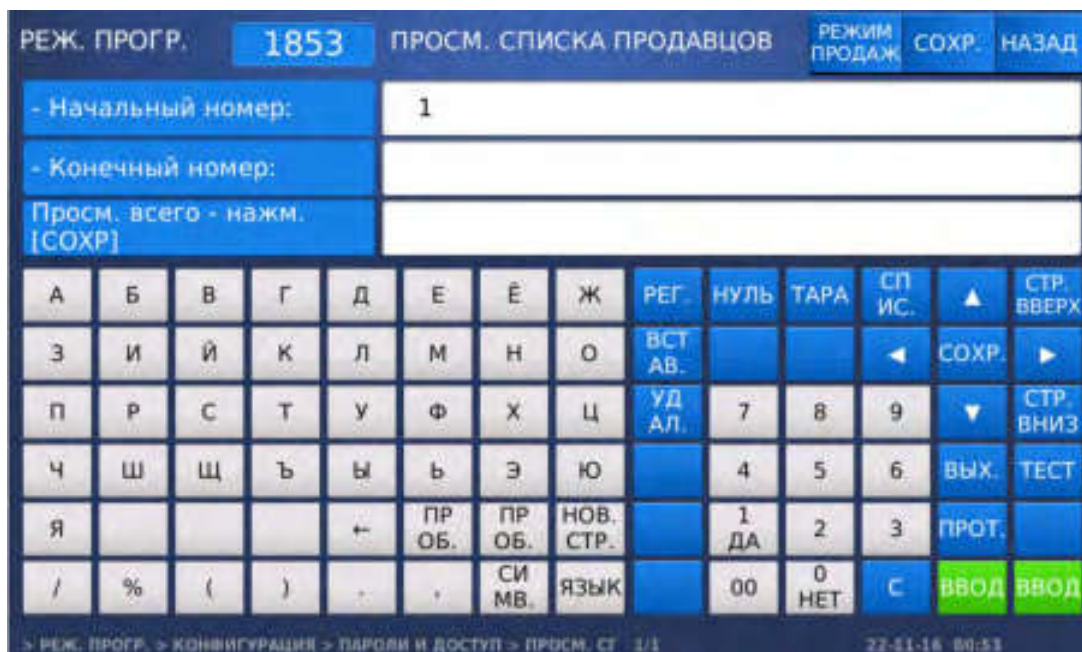 РЕЖ. ПРОГР. 1853 ПРОСМ. СПИСКА ПРОДАВЦОВ РЕЖИМ ПРОДАЖ СОХР. НАЗАД
- Начальный номер: 1
- Конечный номер:
Просм. всего - нажм.
[СОХР]
А Б В Г Д Е Ё Ж РЕГ. НУЛЬ ТАРА СП ИС. ▲ СТР. ВВЕРХ
З И Й К Л М Н О ВСТ АВ. ◄ СОХР. ►
П Р С Т У Ф Х Ц УД АЛ. 7 8 9 ▼ СТР. ВНИЗ
Ч Ш Щ Ъ Ы Ь Э Ю 4 5 6 ВЫХ. ТЕСТ
Я ← ПР ОБ. ПР ОБ. НОВ. СТР. 1 ДА 2 3 ПРОТ.
/ % ( ) . , СИ МВ. ЯЗЫК 00 0 НЕТ С ВВОД ВВОД
> РЕЖ. ПРОГР. > КОНФИГУРАЦИЯ > ПАРОЛИ И ДОСТУП > ПРОСМ. СГ 1/1 22-11-16 00:53